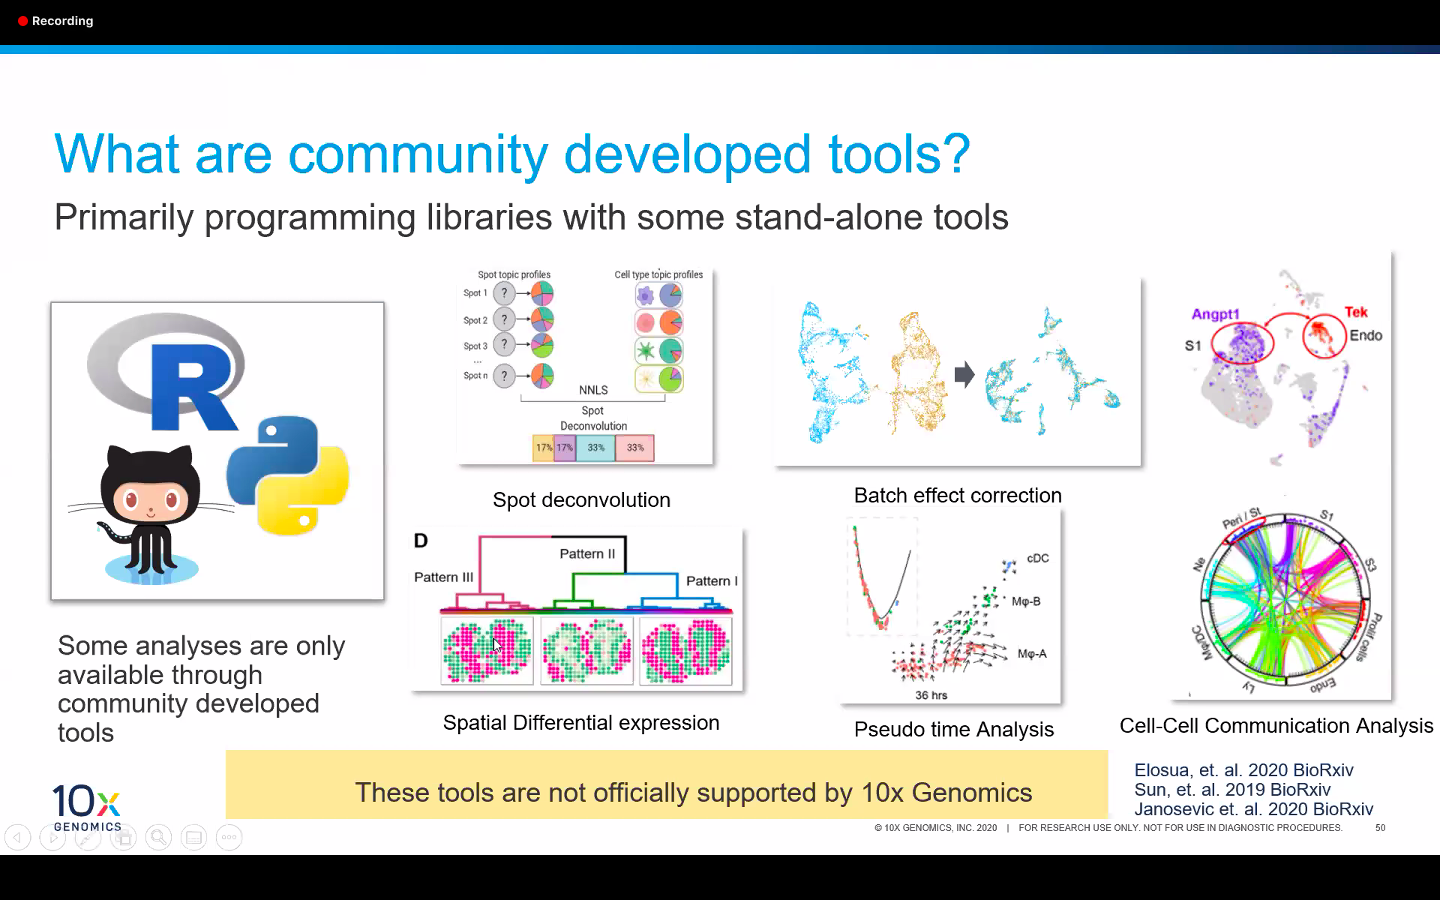 Recording
What are community developed tools?
Primarily programming libraries with some stand-alone tools
R
Some analyses are only
available through
community developed
tools
Spot topic profiles
Cell type topic profiles
Spot 1
?
Spot 2
?
Spot 3
?
...
Spot n
?
NNLS
Spot
Deconvolution
17% 17% 33% 33%
Spot deconvolution
Batch effect correction
D
Pattern II
Pattern III
Pattern I
Spatial Differential expression
cDC
Mφ-B
Mφ-A
36 hrs
Pseudo time Analysis
Angpt1
Tek
S1
Endo
Peri / St
S1
S3
Prolif cells
Endo
Ly
Mφ/DC
Ne
Cell-Cell Communication Analysis
These tools are not officially supported by 10x Genomics
Elosua, et. al. 2020 BioRxiv
Sun, et. al. 2019 BioRxiv
Janosevic et. al. 2020 BioRxiv
10x
GENOMICS
© 10X GENOMICS, INC. 2020 | FOR RESEARCH USE ONLY. NOT FOR USE IN DIAGNOSTIC PROCEDURES. 50